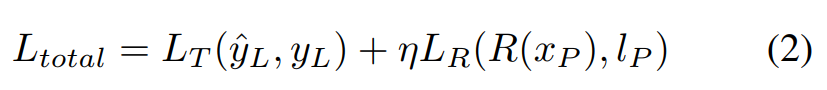 L_{total} = L_T(ŷ_L, y_L) + ηL_R(R(x_P), l_P) (2)